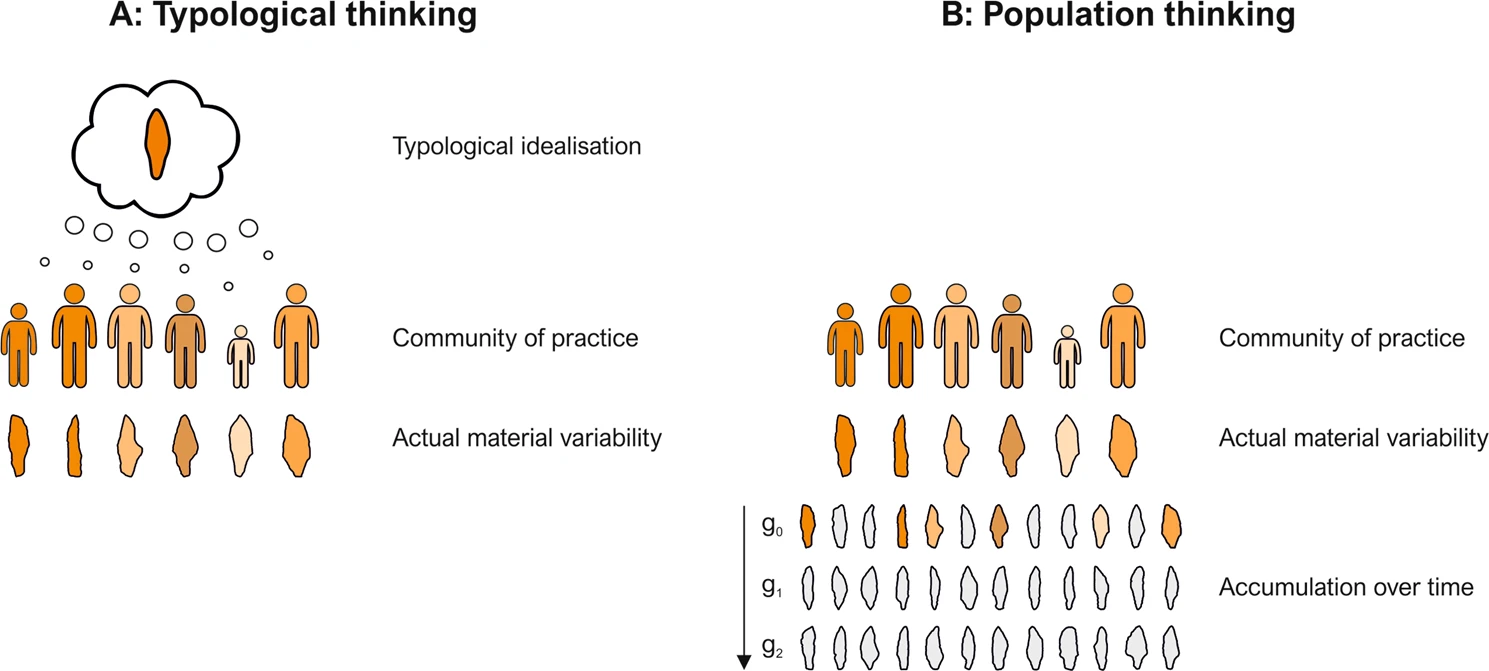 A: Typological thinking
B: Population thinking
Typological idealisation
Community of practice
Community of practice
Actual material variability
Actual material variability
g₀
g₁
Accumulation over time
g₂